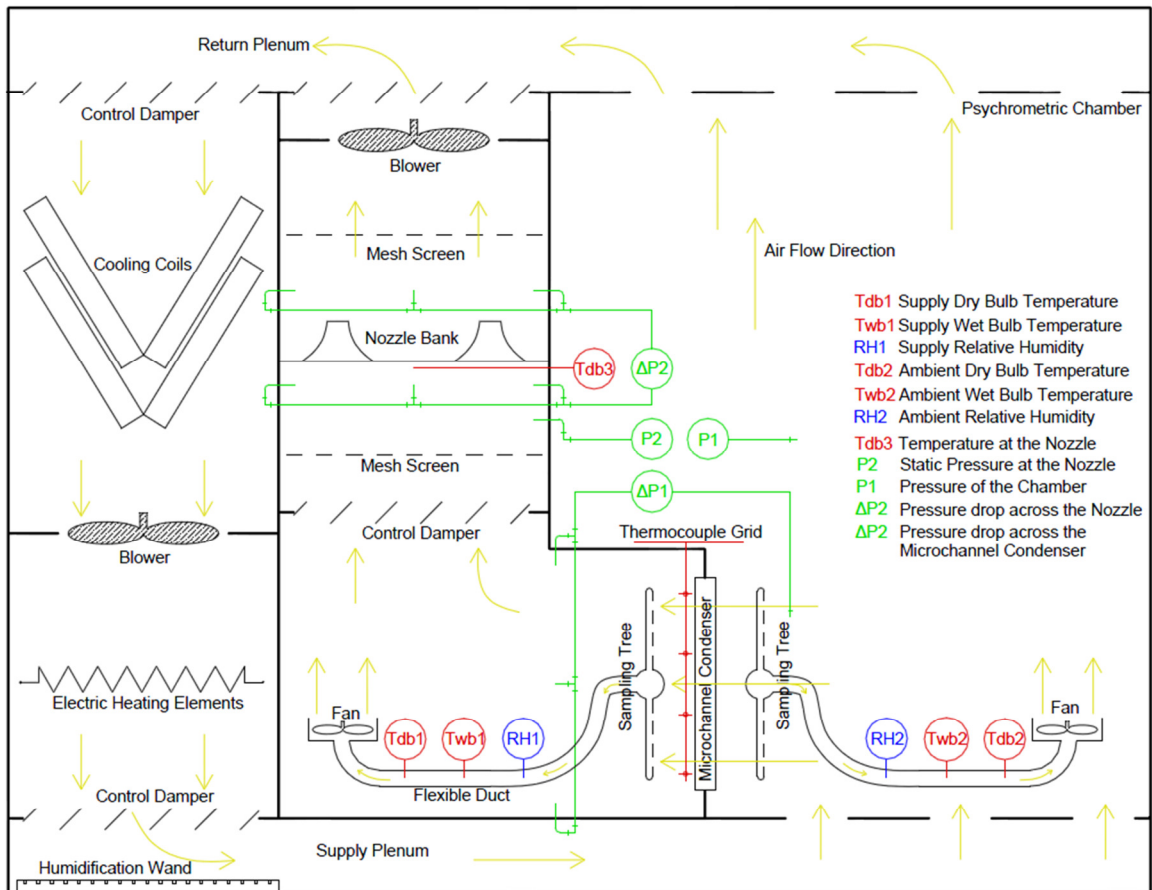 Return Plenum
Control Damper
Psychrometric Chamber
Blower
Mesh Screen
Cooling Coils
Air Flow Direction
Nozzle Bank
Tdb3
ΔP2
P2
P1
Mesh Screen
ΔP1
Control Damper
Thermocouple Grid
Blower
Tdb1 Supply Dry Bulb Temperature
Twb1 Supply Wet Bulb Temperature
RH1 Supply Relative Humidity
Tdb2 Ambient Dry Bulb Temperature
Twb2 Ambient Wet Bulb Temperature
RH2 Ambient Relative Humidity
Tdb3 Temperature at the Nozzle
P2 Static Pressure at the Nozzle
P1 Pressure of the Chamber
ΔP2 Pressure drop across the Nozzle
ΔP2 Pressure drop across the
Microchannel Condenser
Sampling Tree
Microchannel Condenser
Sampling Tree
Electric Heating Elements
Fan
Tdb1
Twb1
RH1
RH2
Twb2
Tdb2
Fan
Flexible Duct
Control Damper
Supply Plenum
Humidification Wand